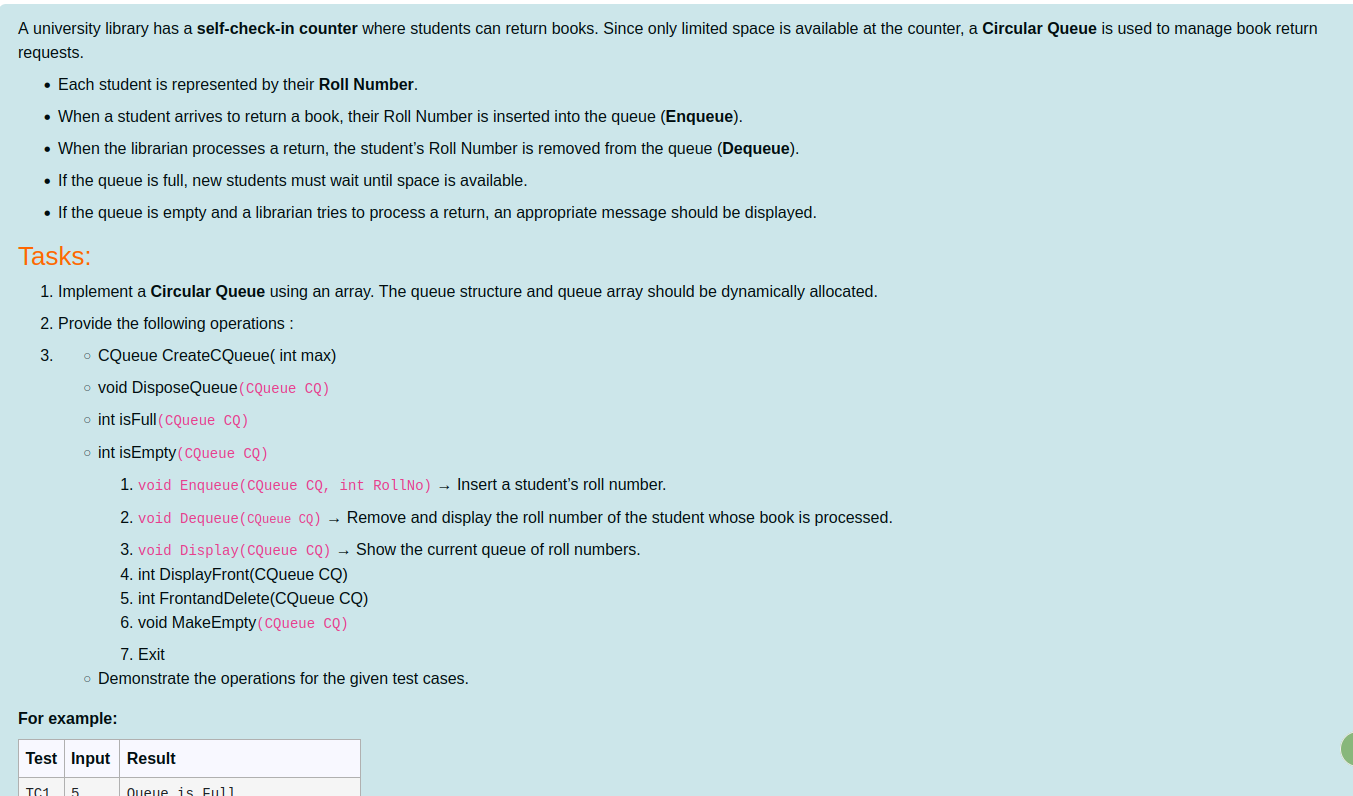 A university library has a self-check-in counter where students can return books. Since only limited space is available at the counter, a Circular Queue is used to manage book return
requests.
• Each student is represented by their Roll Number.
• When a student arrives to return a book, their Roll Number is inserted into the queue (Enqueue).
• When the librarian processes a return, the student’s Roll Number is removed from the queue (Dequeue).
• If the queue is full, new students must wait until space is available.
• If the queue is empty and a librarian tries to process a return, an appropriate message should be displayed.
Tasks:
1. Implement a Circular Queue using an array. The queue structure and queue array should be dynamically allocated.
2. Provide the following operations :
3. ○ CQueue CreateCQueue( int max)
○ void DisposeQueue(CQueue CQ)
○ int isFull(CQueue CQ)
○ int isEmpty(CQueue CQ)
1. void Enqueue(CQueue CQ, int RollNo) → Insert a student’s roll number.
2. void Dequeue(CQueue CQ) → Remove and display the roll number of the student whose book is processed.
3. void Display(CQueue CQ) → Show the current queue of roll numbers.
4. int DisplayFront(CQueue CQ)
5. int FrontandDelete(CQueue CQ)
6. void MakeEmpty(CQueue CQ)
7. Exit
○ Demonstrate the operations for the given test cases.
For example:
Test Input Result
TC1 5 Queue is Full